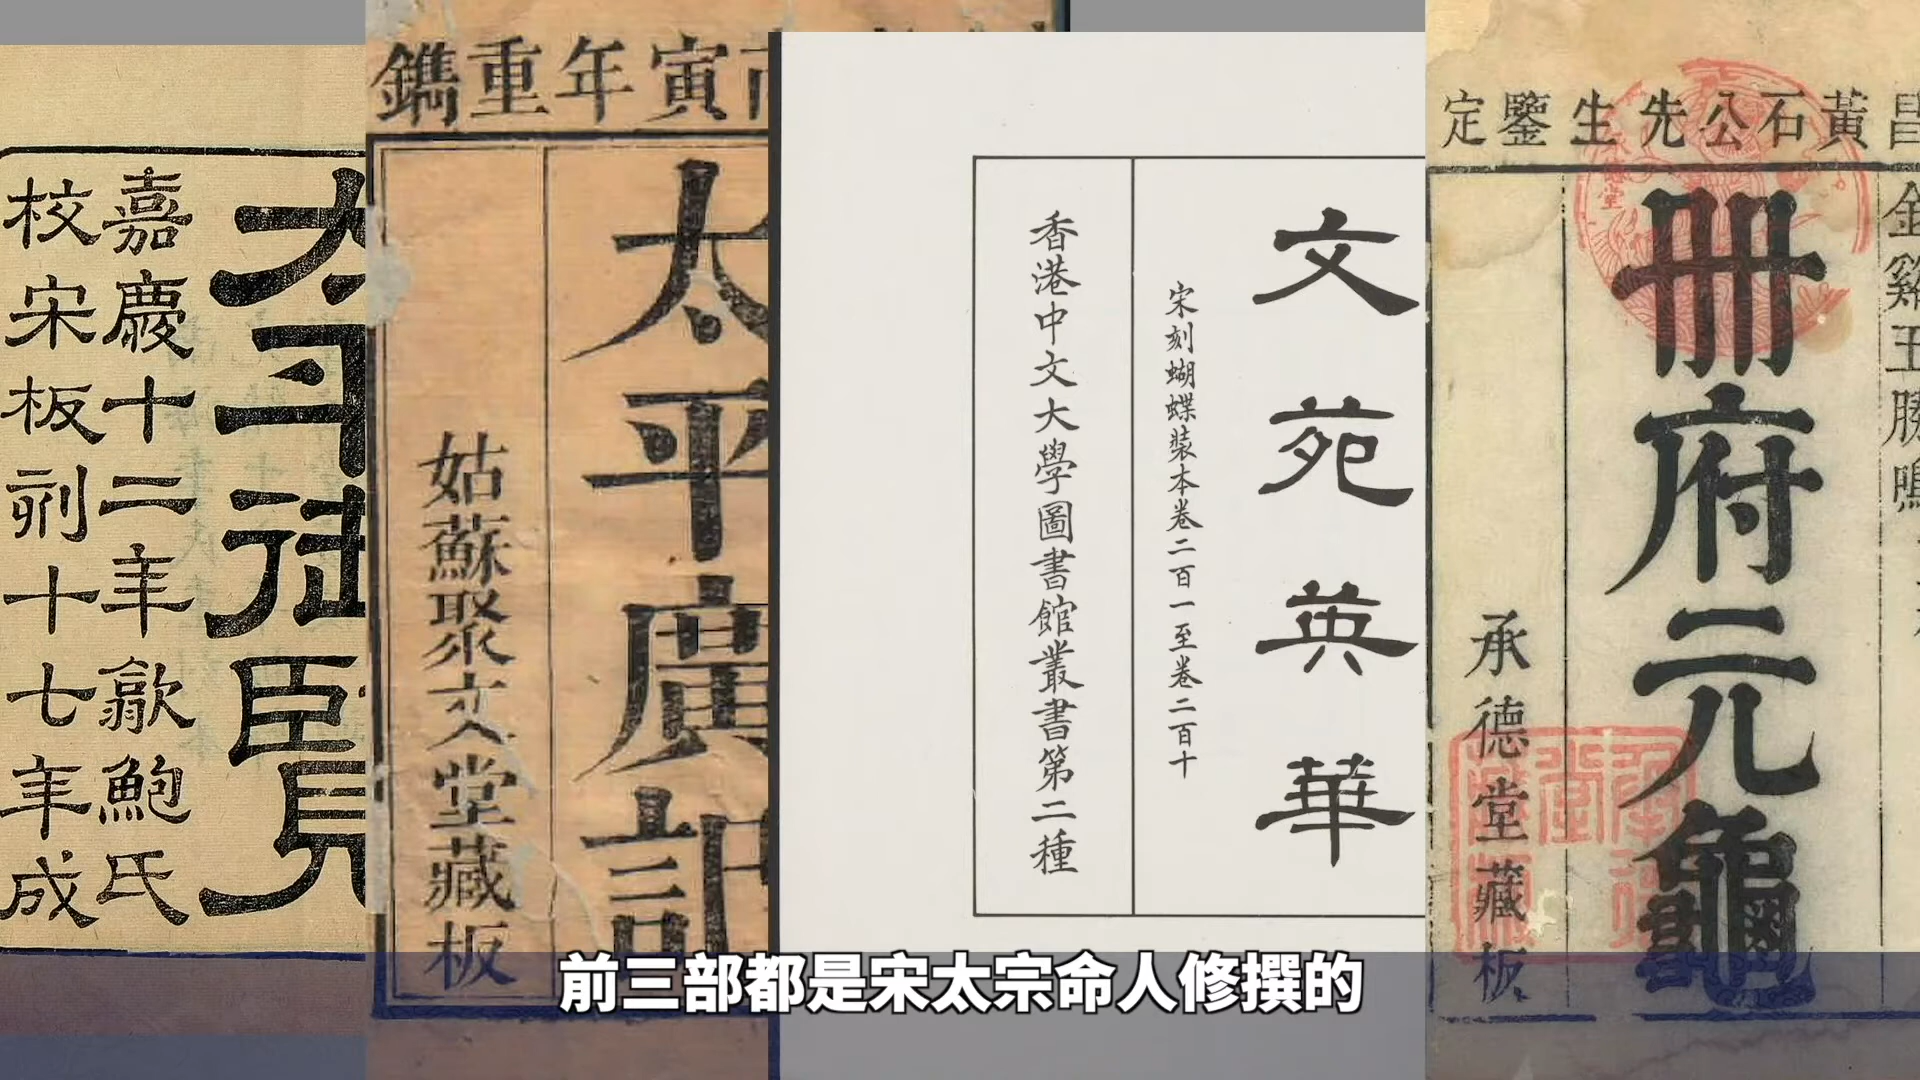 太平御覽
嘉慶十二年歙鮑氏
校宋板刻十七年成
寅年重鐫
太平廣記
姑蘇聚文堂藏板
文苑英華
宋刻蝴蝶裝本卷二百一至卷二百十
香港中文大學圖書館叢書第二種
黃石公先生鑒定
冊府元龜
承德堂藏板
前三部都是宋太宗命人修撰的